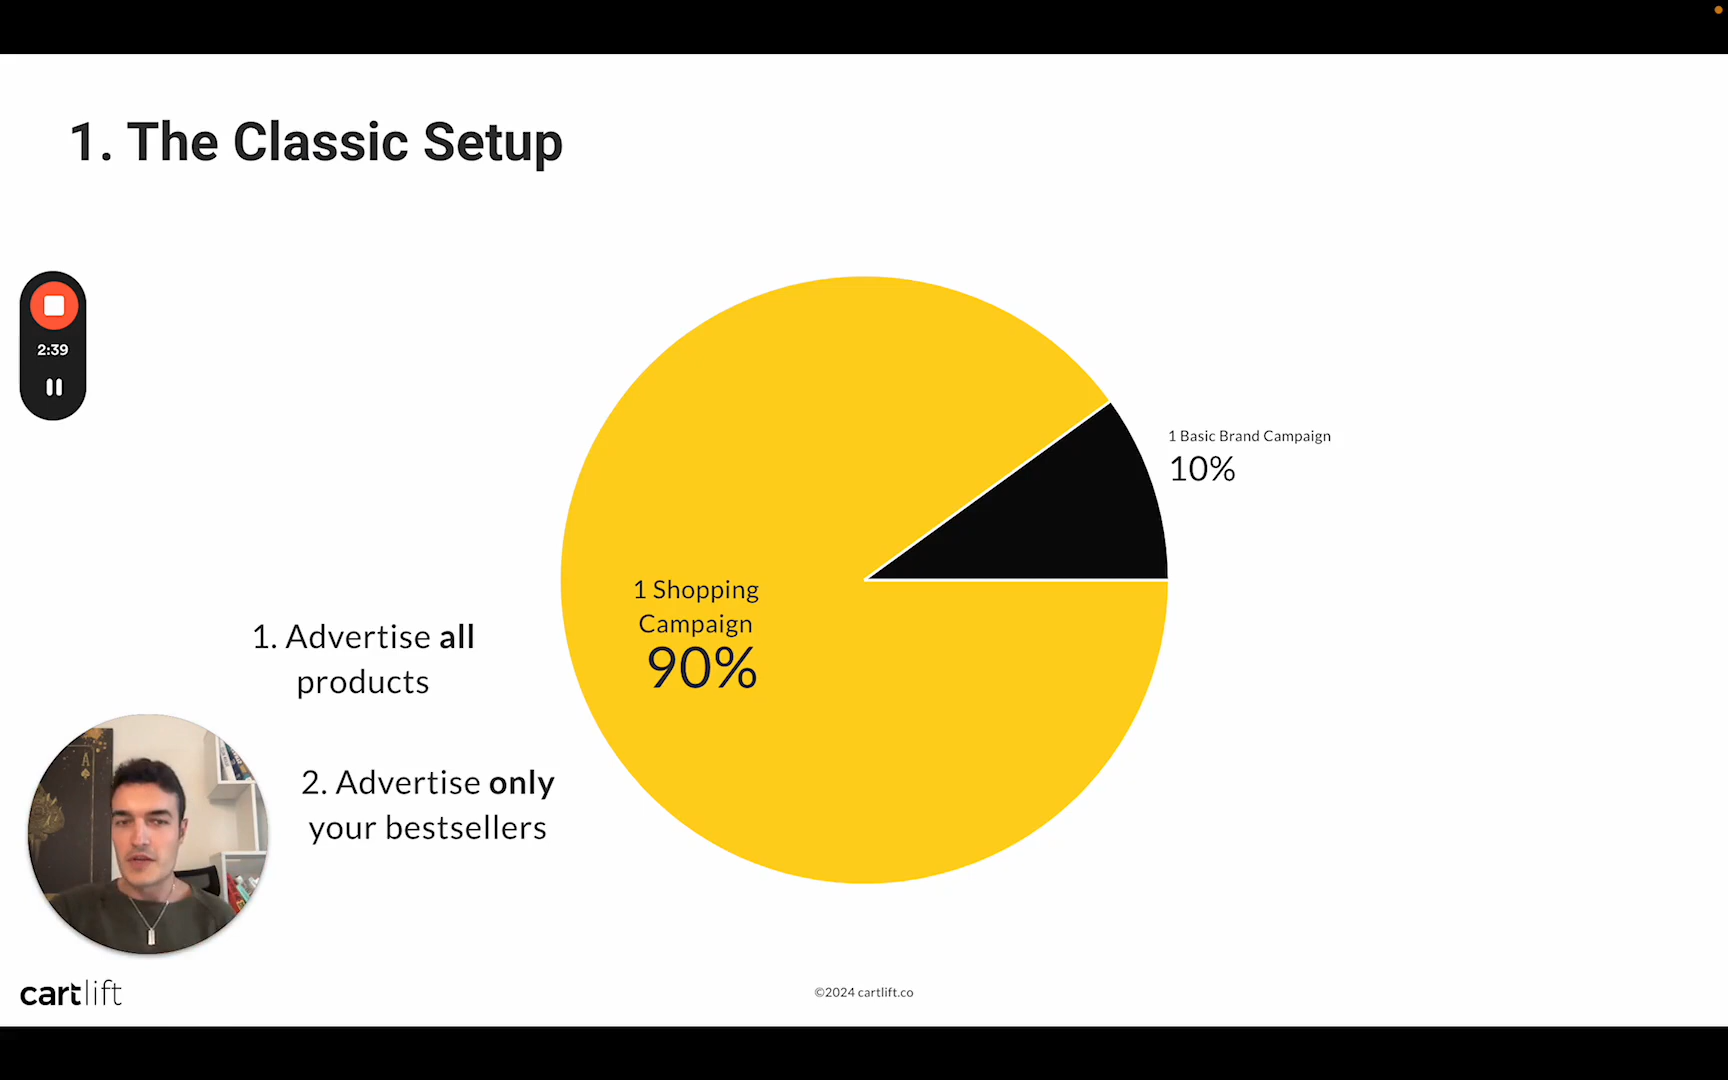 1. The Classic Setup
2:39
1 Basic Brand Campaign
10%
1 Shopping
Campaign
90%
1. Advertise all
products
2. Advertise only
your bestsellers
A
cartlift
©2024 cartlift.co